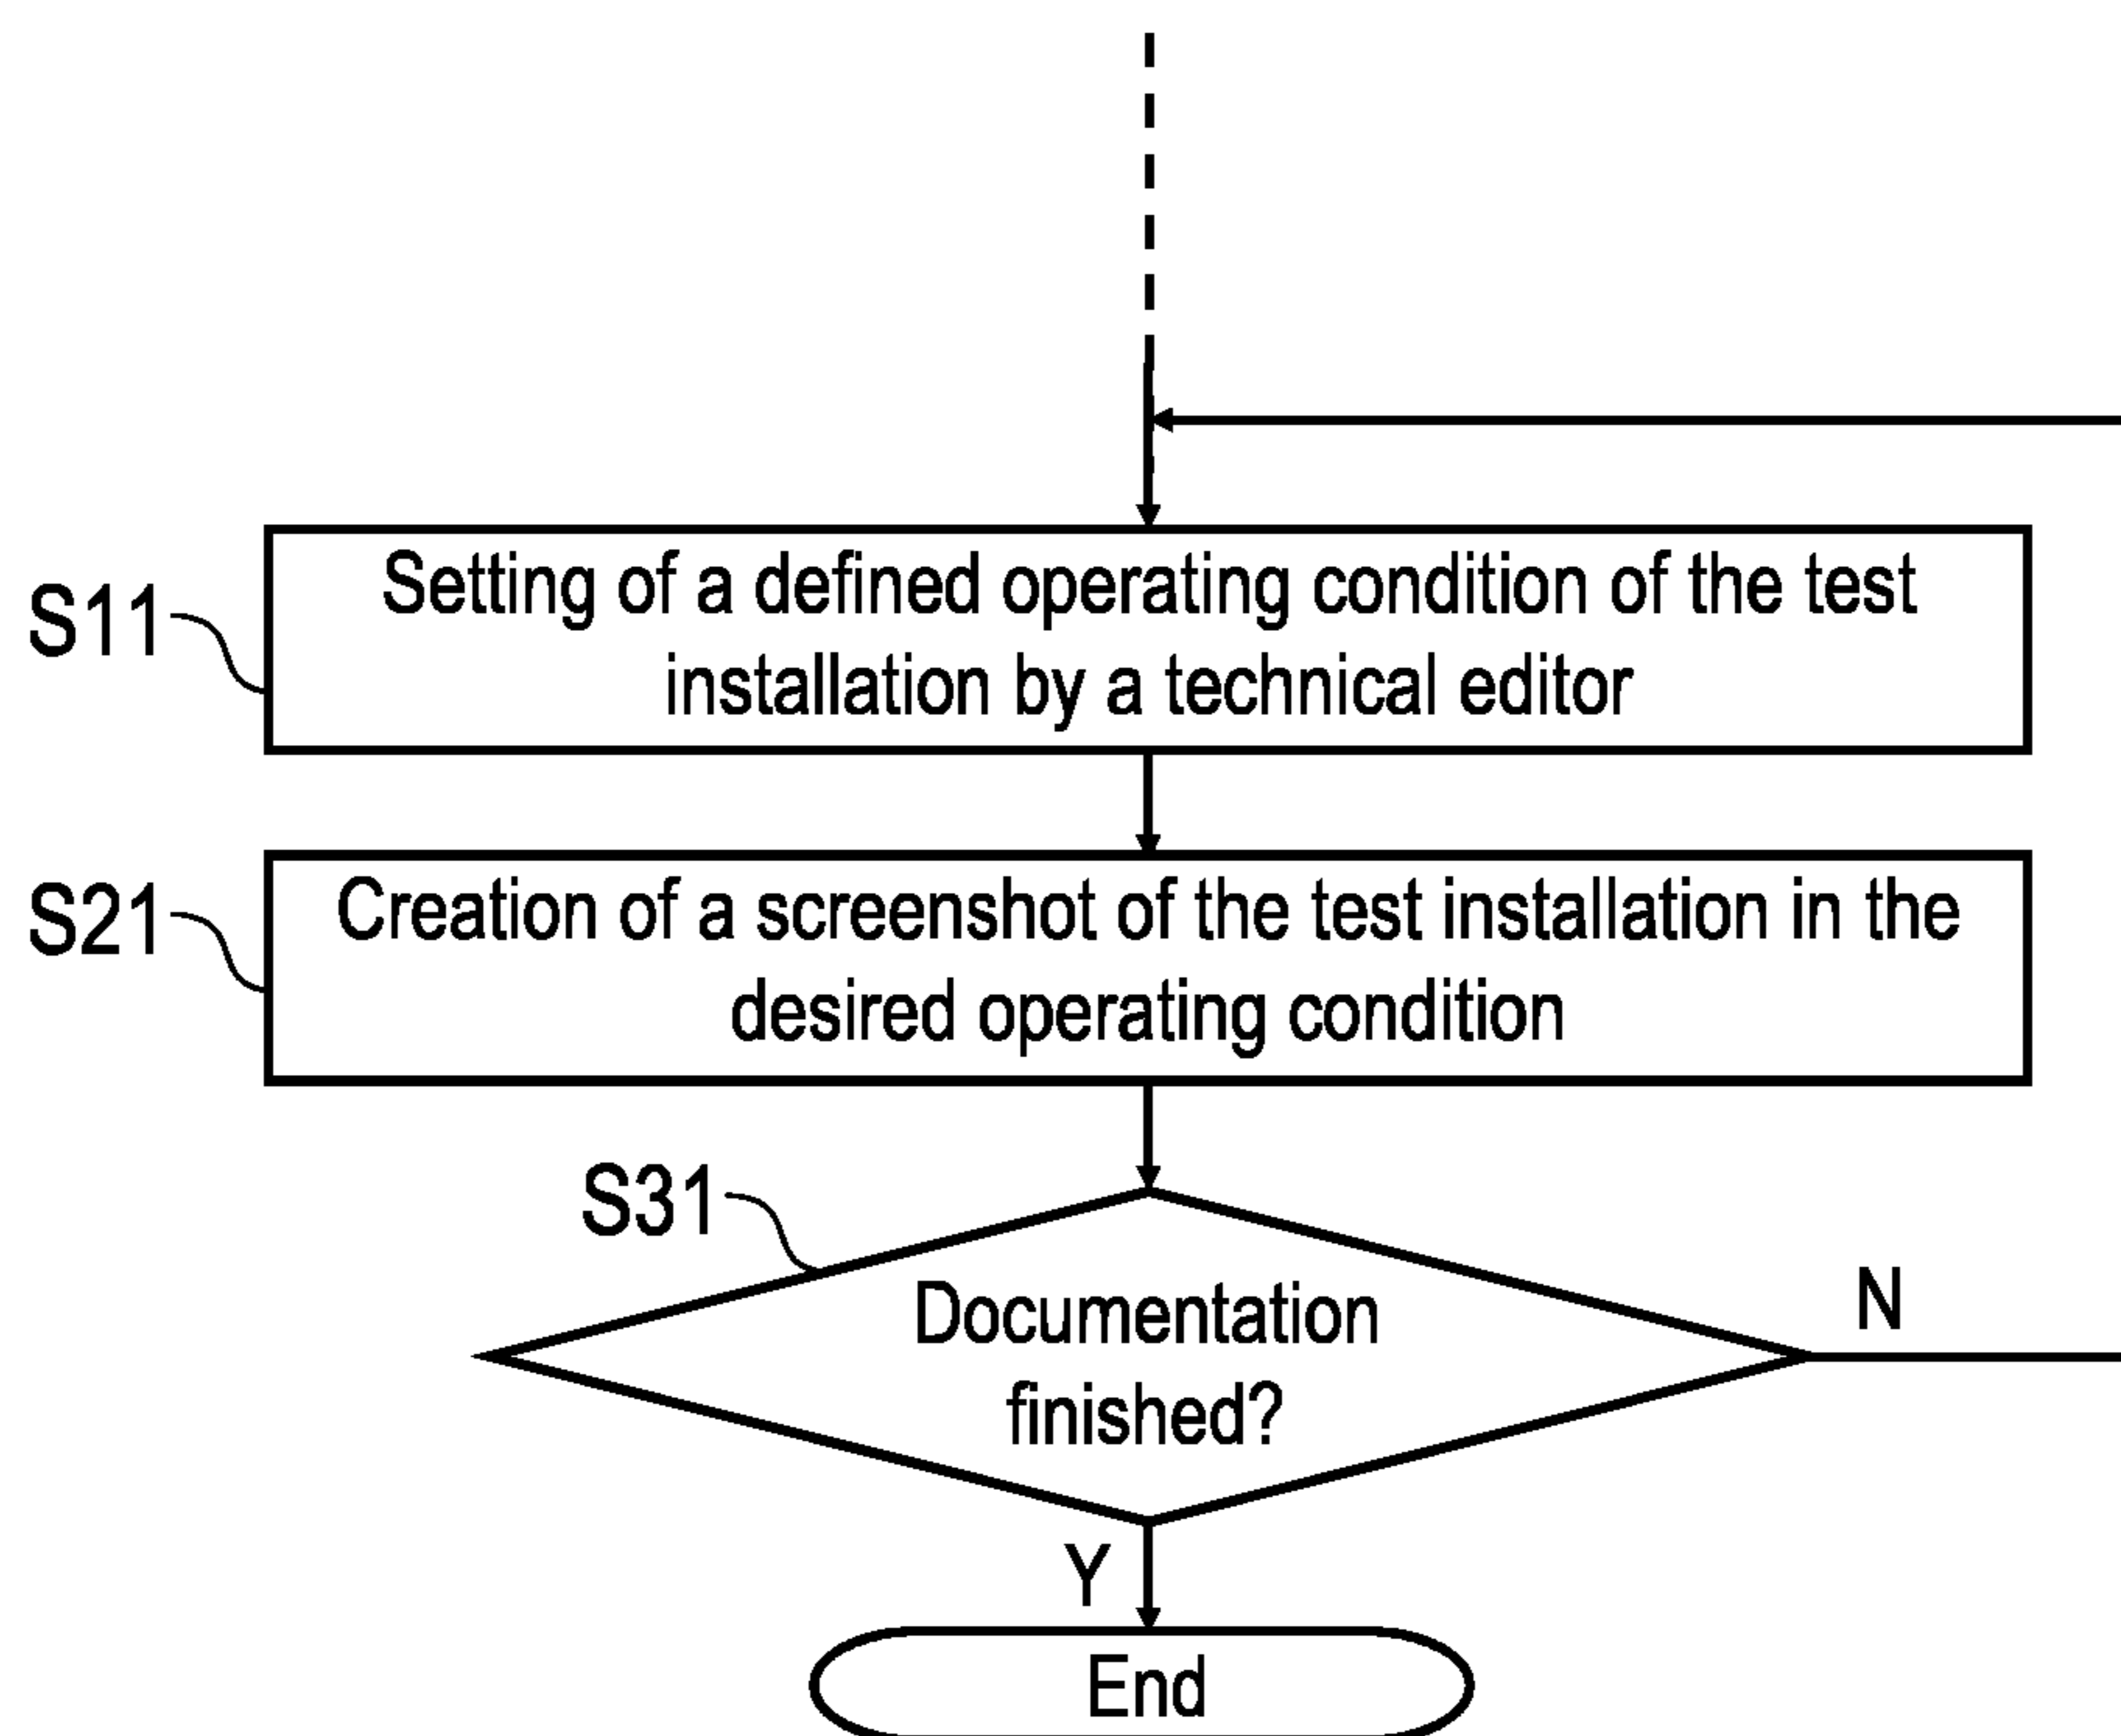 S11
Setting of a defined operating condition of the test
installation by a technical editor
S21
Creation of a screenshot of the test installation in the
desired operating condition
S31
Documentation
finished?
N
Y
End